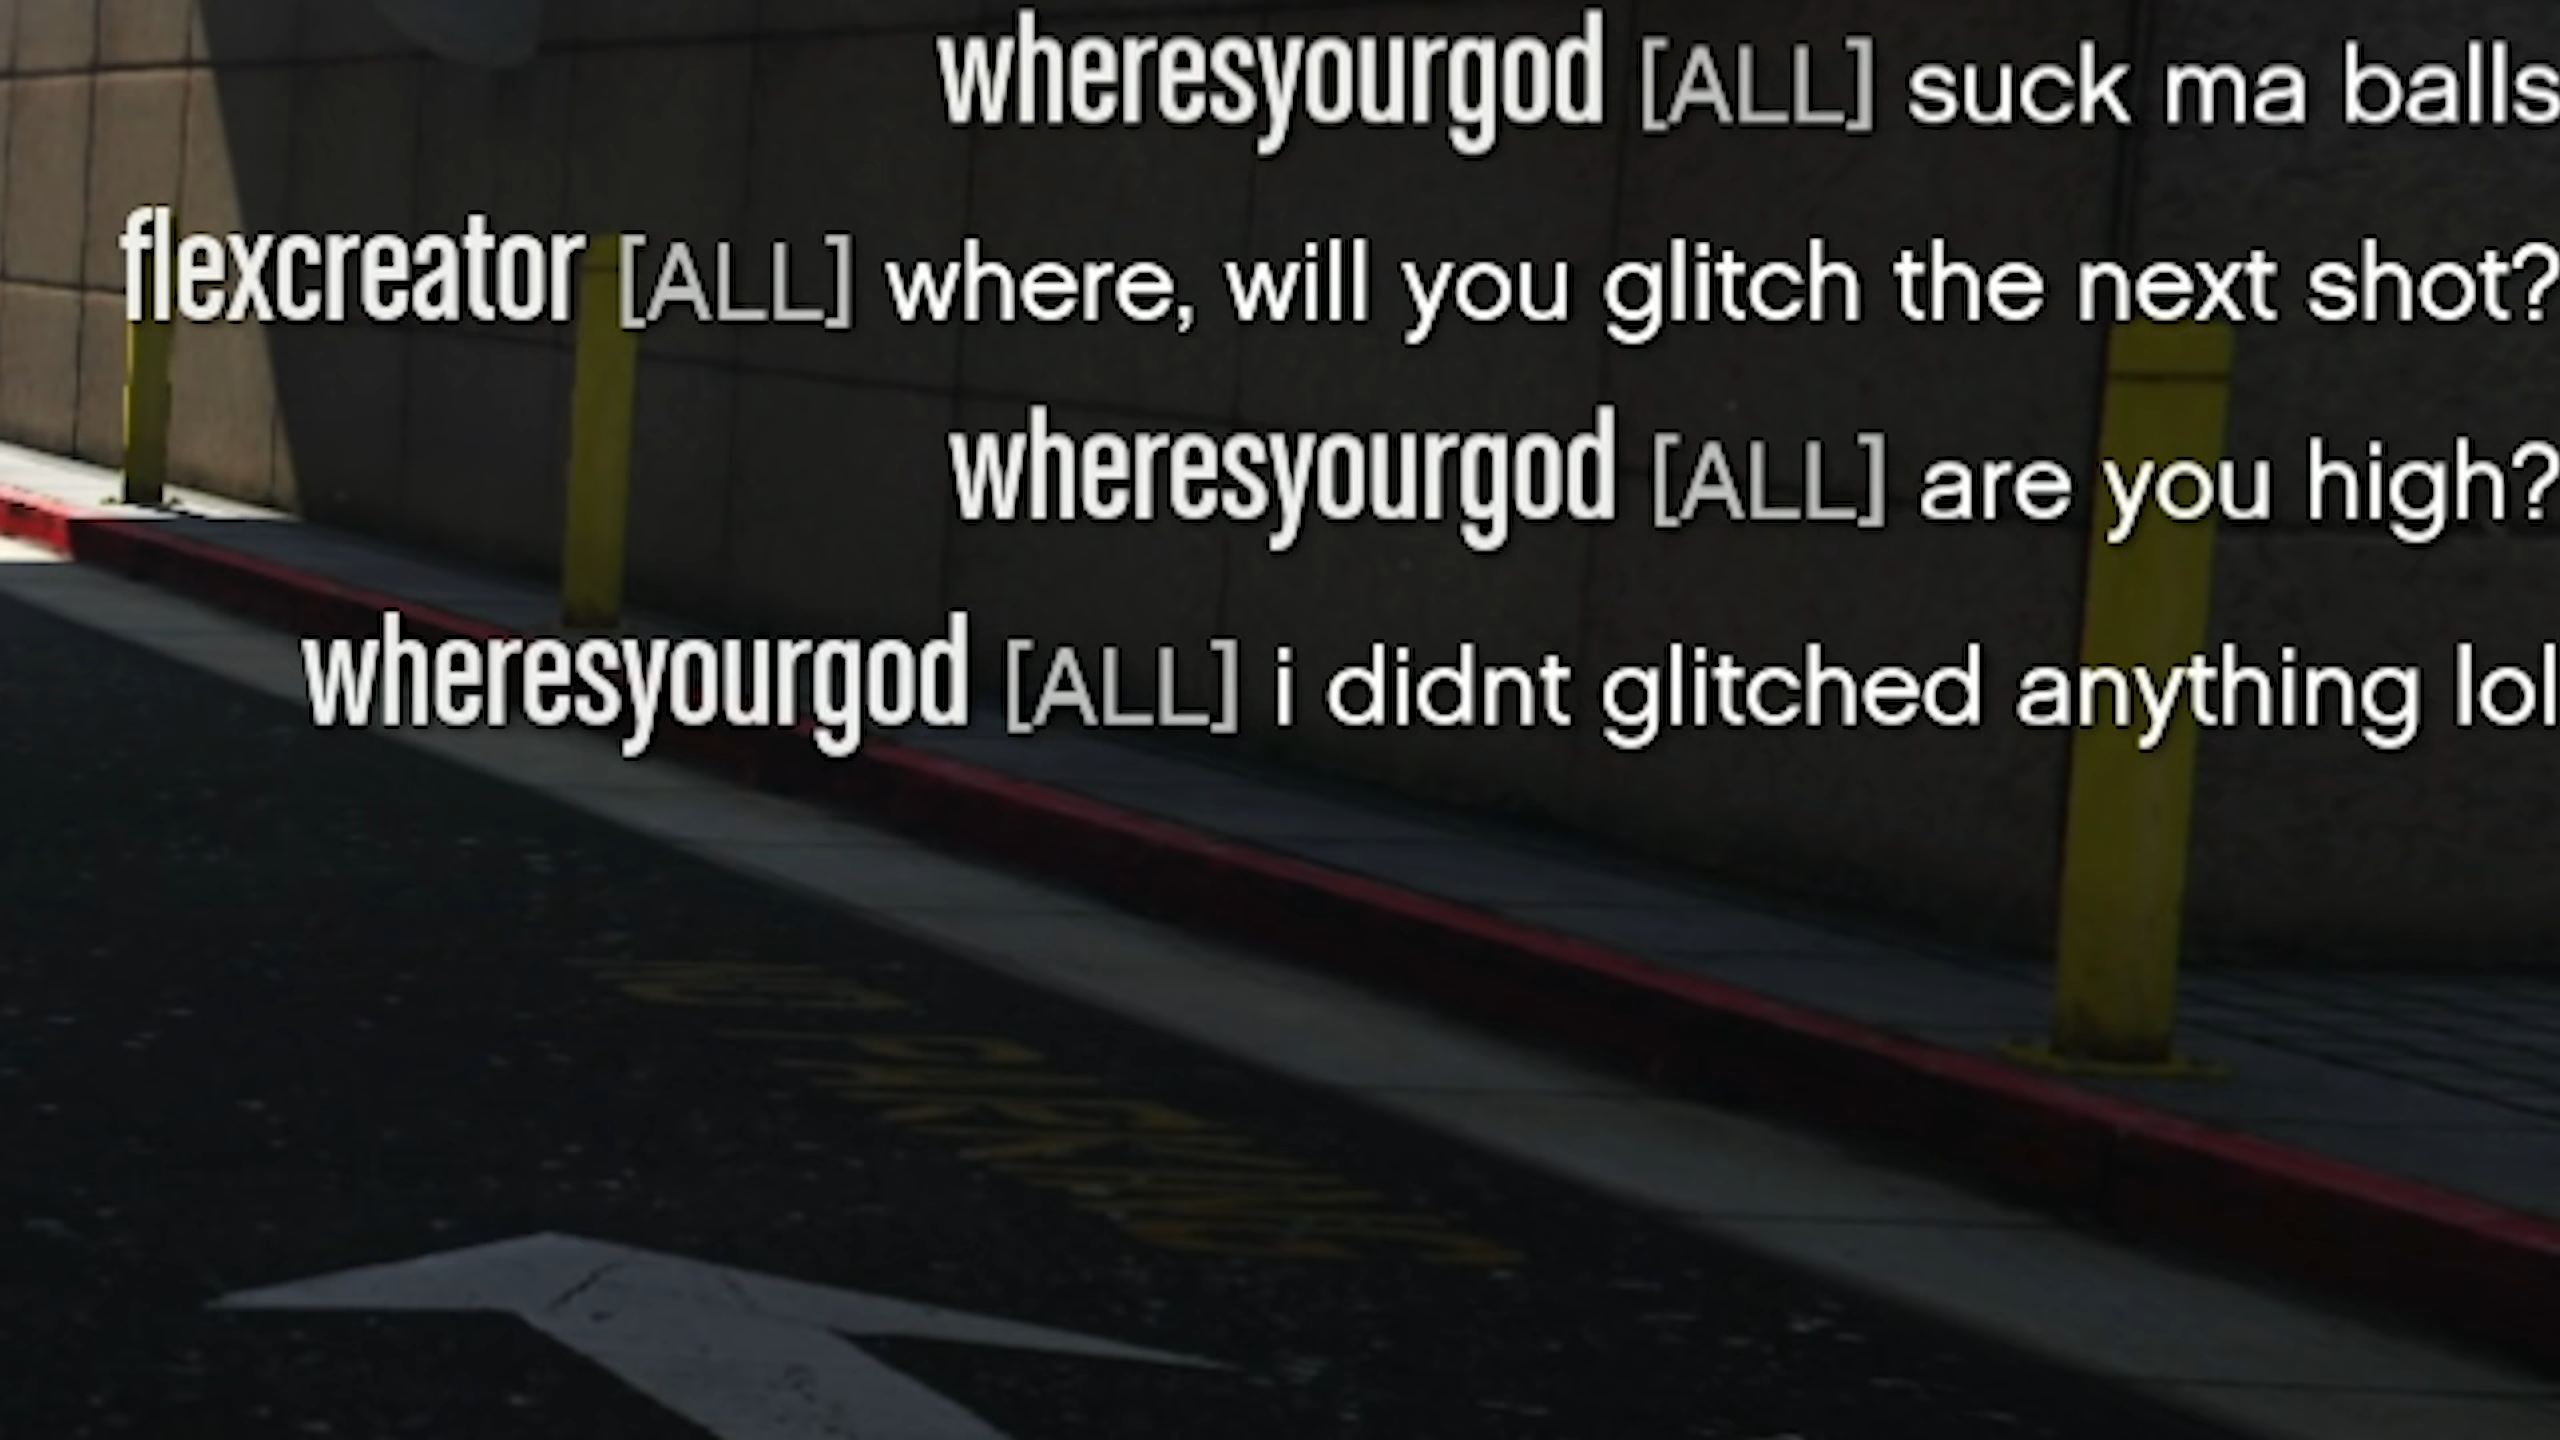 wheresyourgod [ALL] suck ma balls
flexcreator [ALL] where, will you glitch the next shot?
wheresyourgod [ALL] are you high?
wheresyourgod [ALL] i didnt glitched anything lol